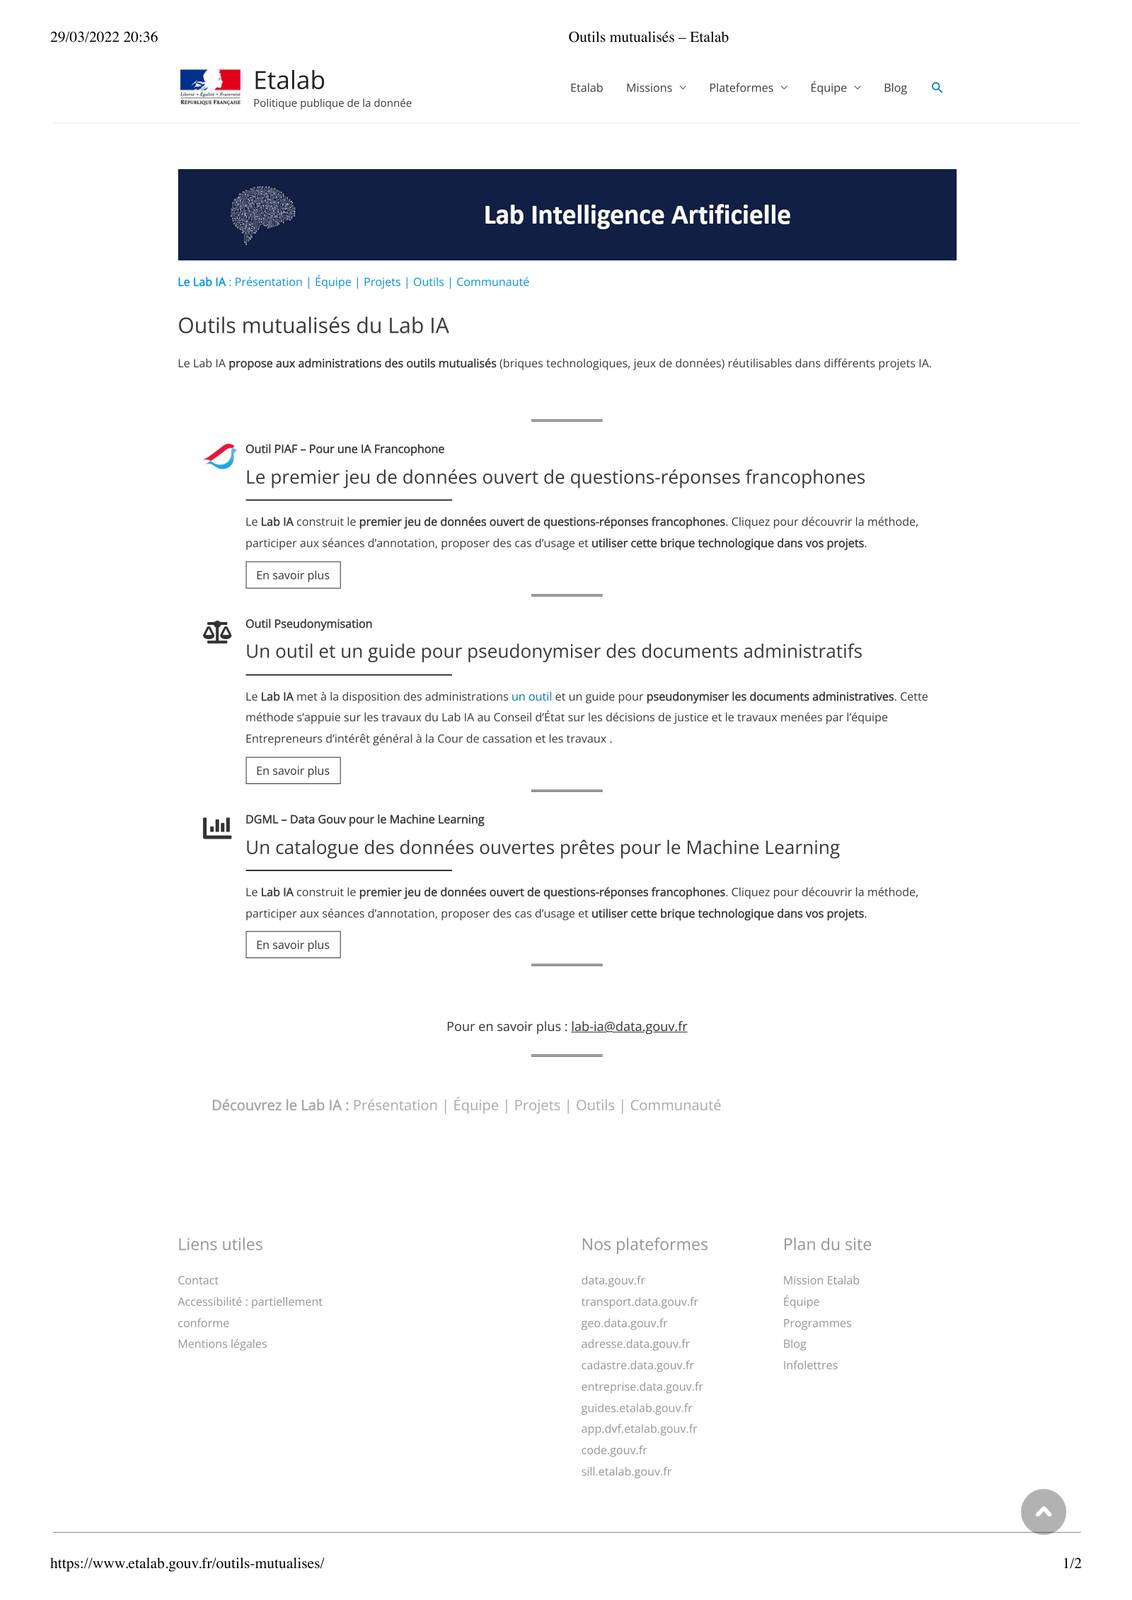 29/03/2022 20:36
Outils mutualisés – Etalab
Liberté • Égalité • Fraternité
RÉPUBLIQUE FRANÇAISE
Etalab
Politique publique de la donnée
Etalab Missions Plateformes Équipe Blog
Lab Intelligence Artificielle
Le Lab IA : Présentation | Équipe | Projets | Outils | Communauté
Outils mutualisés du Lab IA
Le Lab IA propose aux administrations des outils mutualisés (briques technologiques, jeux de données) réutilisables dans différents projets IA.
Outil PIAF – Pour une IA Francophone
Le premier jeu de données ouvert de questions-réponses francophones
Le Lab IA construit le premier jeu de données ouvert de questions-réponses francophones. Cliquez pour découvrir la méthode,
participer aux séances d’annotation, proposer des cas d’usage et utiliser cette brique technologique dans vos projets.
En savoir plus
Outil Pseudonymisation
Un outil et un guide pour pseudonymiser des documents administratifs
Le Lab IA met à la disposition des administrations un outil et un guide pour pseudonymiser les documents administratives. Cette
méthode s’appuie sur les travaux du Lab IA au Conseil d’État sur les décisions de justice et le travaux menées par l’équipe
Entrepreneurs d’intérêt général à la Cour de cassation et les travaux .
En savoir plus
DGML – Data Gouv pour le Machine Learning
Un catalogue des données ouvertes prêtes pour le Machine Learning
Le Lab IA construit le premier jeu de données ouvert de questions-réponses francophones. Cliquez pour découvrir la méthode,
participer aux séances d’annotation, proposer des cas d’usage et utiliser cette brique technologique dans vos projets.
En savoir plus
Pour en savoir plus : lab-ia@data.gouv.fr
Découvrez le Lab IA : Présentation | Équipe | Projets | Outils | Communauté
Liens utiles
Contact
Accessibilité : partiellement
conforme
Mentions légales
Nos plateformes
data.gouv.fr
transport.data.gouv.fr
geo.data.gouv.fr
adresse.data.gouv.fr
cadastre.data.gouv.fr
entreprise.data.gouv.fr
guides.etalab.gouv.fr
app.dvf.etalab.gouv.fr
code.gouv.fr
sill.etalab.gouv.fr
Plan du site
Mission Etalab
Équipe
Programmes
Blog
Infolettres
https://www.etalab.gouv.fr/outils-mutualises/
1/2